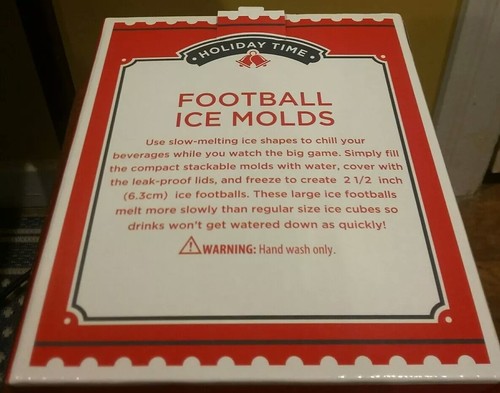 HOLIDAY TIME
FOOTBALL
ICE MOLDS
Use slow-melting ice shapes to chill your
beverages while you watch the big game. Simply fill
the compact stackable molds with water, cover with
the leak-proof lids, and freeze to create 2 1/2 inch
(6.3cm) ice footballs. These large ice footballs
melt more slowly than regular size ice cubes so
drinks won't get watered down as quickly!
WARNING: Hand wash only.